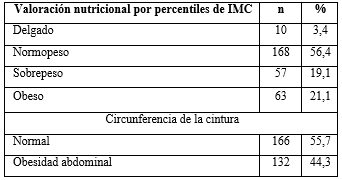 Valoración nutricional por percentiles de IMC n %
Delgado 10 3,4
Normopeso 168 56,4
Sobrepeso 57 19,1
Obeso 63 21,1
Circunferencia de la cintura
Normal 166 55,7
Obesidad abdominal 132 44,3